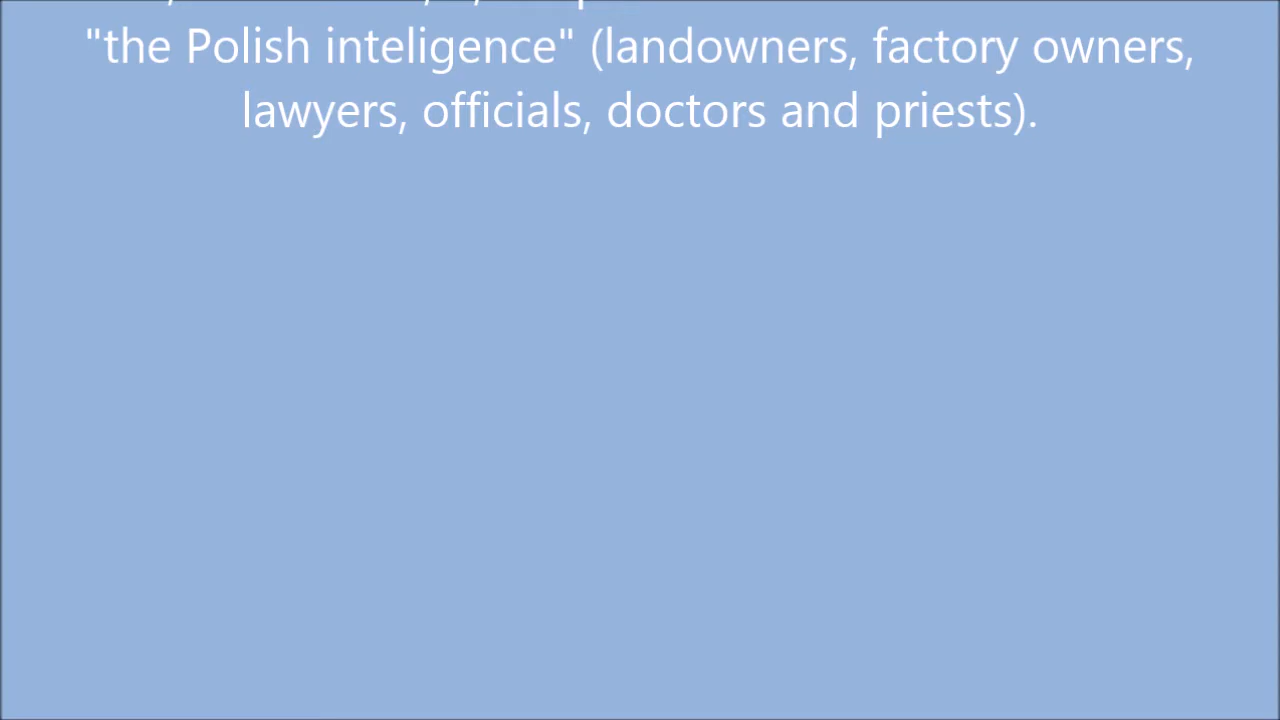 "the Polish inteligence" (landowners, factory owners,
lawyers, officials, doctors and priests).